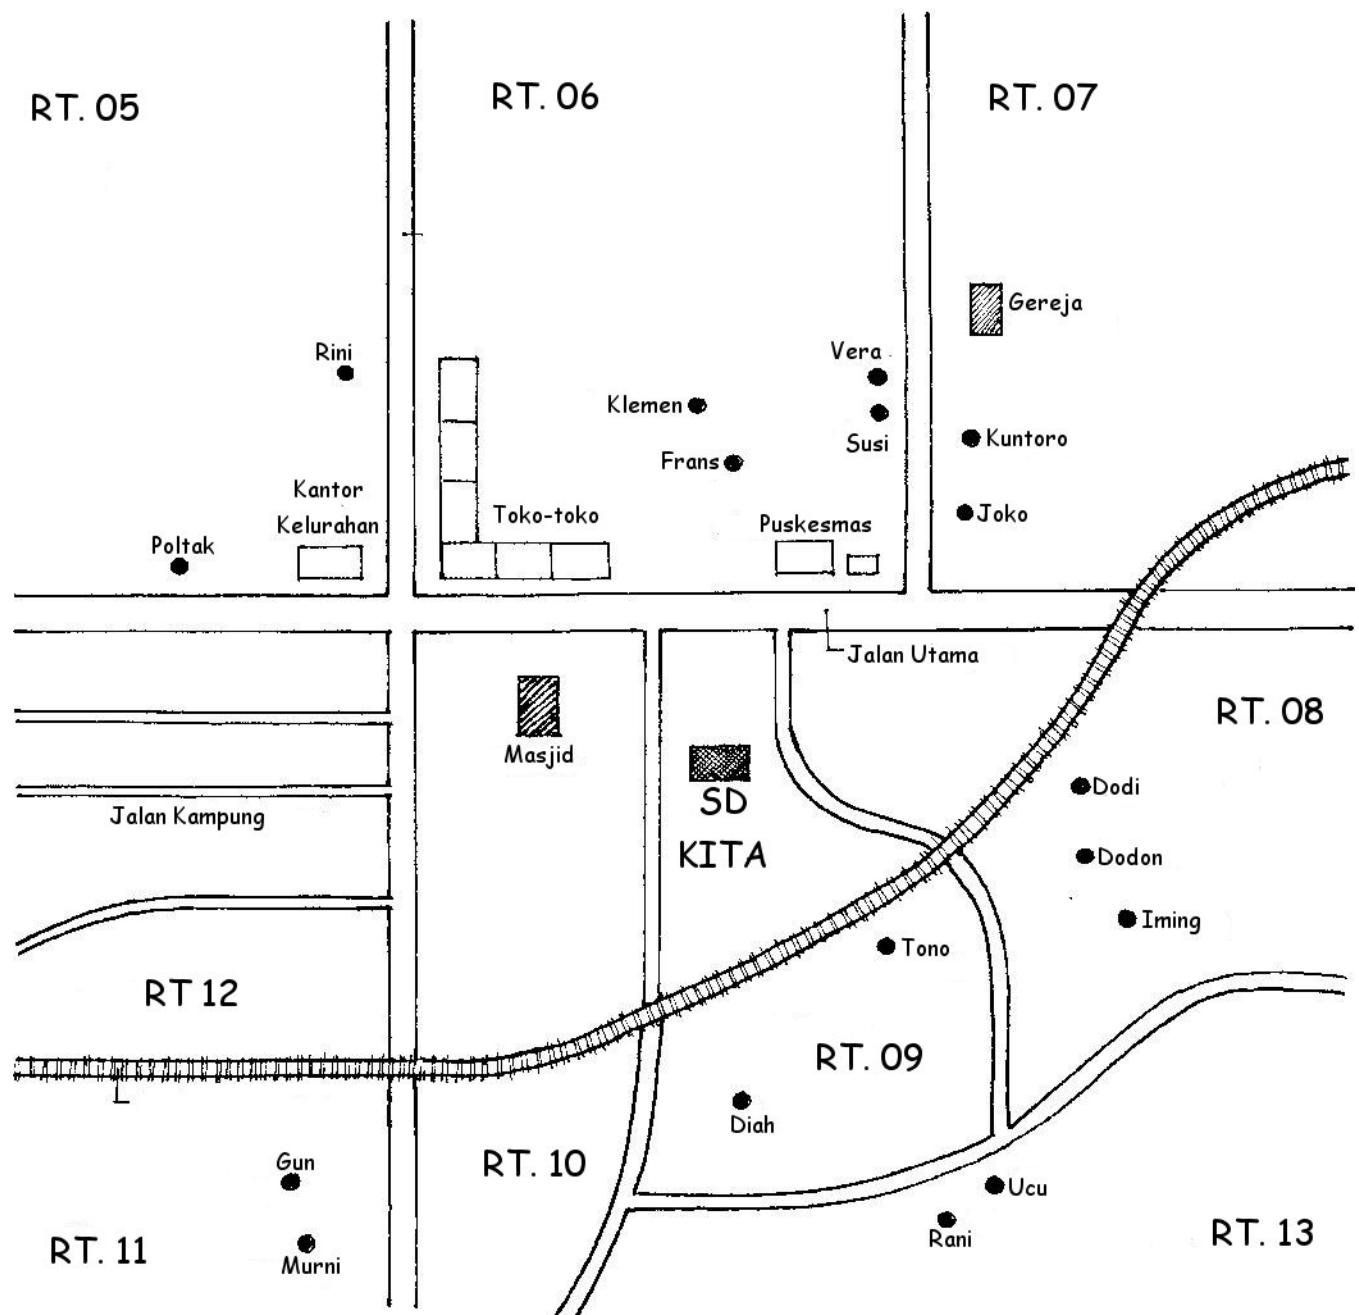 RT. 05
RT. 06
RT. 07
Gereja
Rini
Vera
Klemen
Susi
Kuntoro
Frans
Kantor
Kelurahan
Toko-toko
Puskesmas
Joko
Poltak
Jalan Utama
RT. 08
Masjid
SD
KITA
Dodi
Jalan Kampung
Dodon
Iming
Tono
RT 12
RT. 09
Diah
RT. 10
Gun
Ucu
Rani
RT. 13
RT. 11
Murni